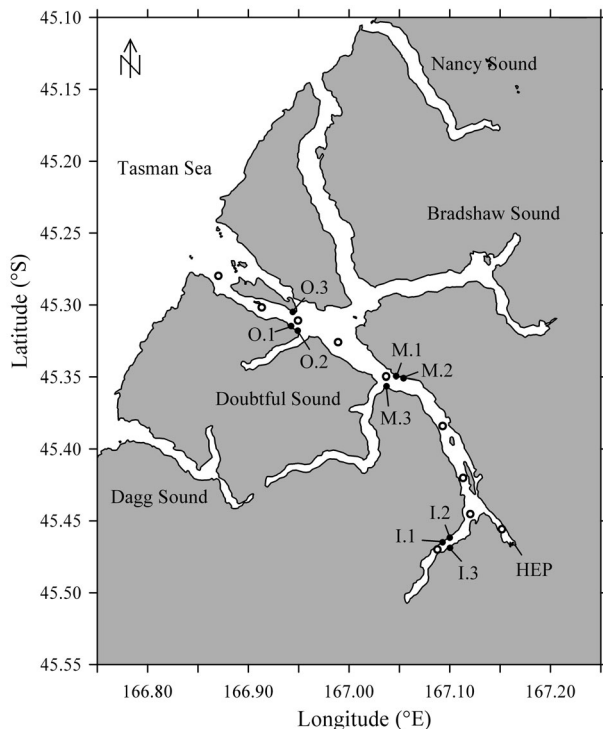 45.10
N
Nancy Sound
45.15
Tasman Sea
45.20
Bradshaw Sound
45.25
O.3
45.30
O.1
O.2
M.1
M.2
45.35
Doubtful Sound
M.3
45.40
Dagg Sound
45.45
I.2
I.1
HEP
I.3
45.50
45.55
Latitude (°S)
166.80 166.90 167.00 167.10 167.20
Longitude (°E)